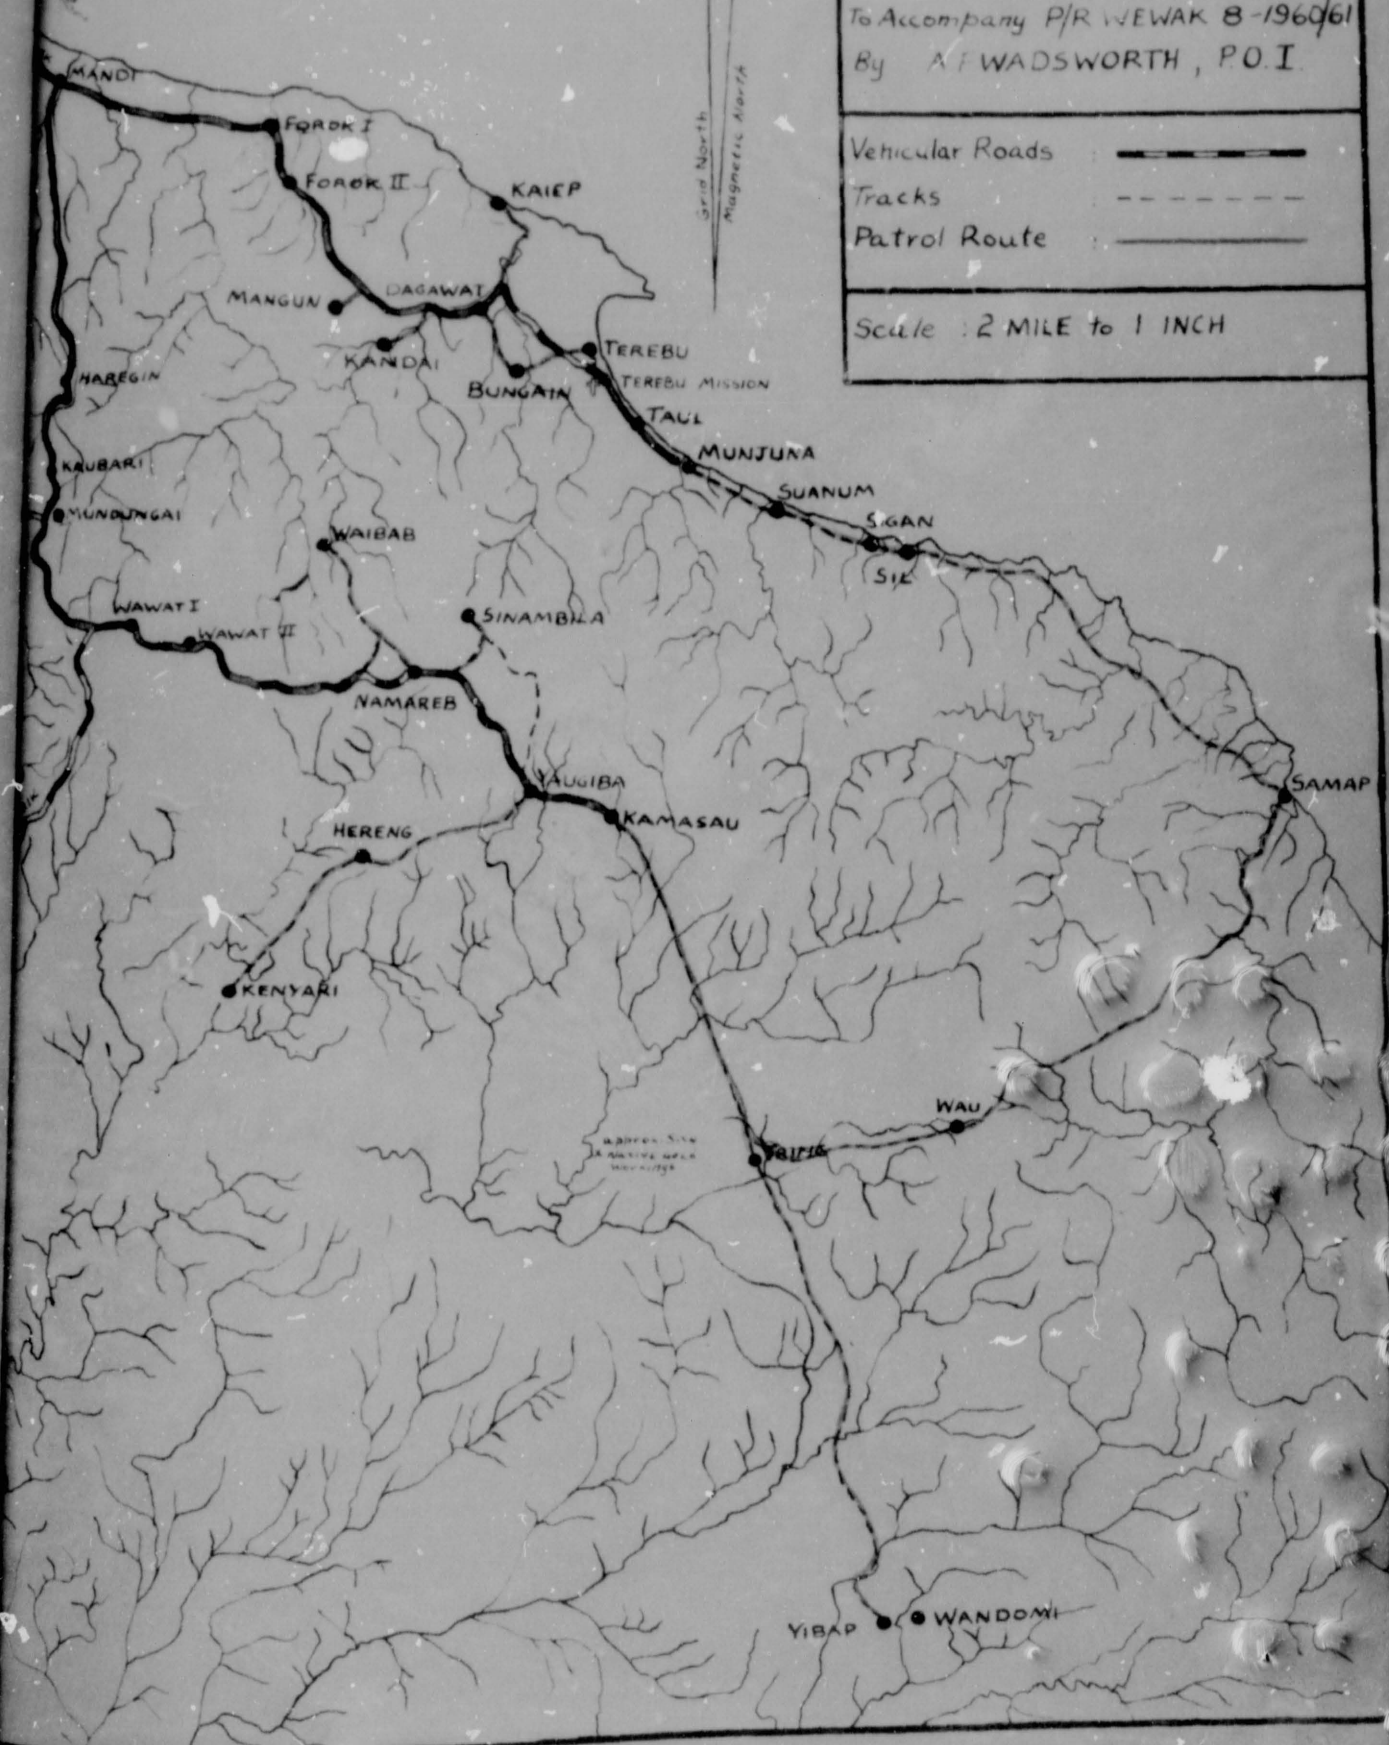 To Accompany P/R WEWAK 8-1960/61
By A F WADSWORTH, P.O.I.
Vehicular Roads :
Tracks
Patrol Route :
Scale : 2 MILE to 1 INCH
Grid North
Magnetic North
MANDI
FOROK I
FOROK II
KAIEP
MANGUN
DAGAWAT
KANDAI
BUNGAIN
TEREBU
TEREBU MISSION
TAUL
MUNJUNA
SUANUM
SIGAN
SIL
HAREGIN
KAUBARI
MUNDUNGAI
WAIBAB
WAWAT I
WAWAT II
SINAMBILA
NAMAREB
YAUGIBA
KAMASAU
SAMAP
HERENG
KENYARI
WAU
Approx. Site
Workings
YIBAP
WANDOMI